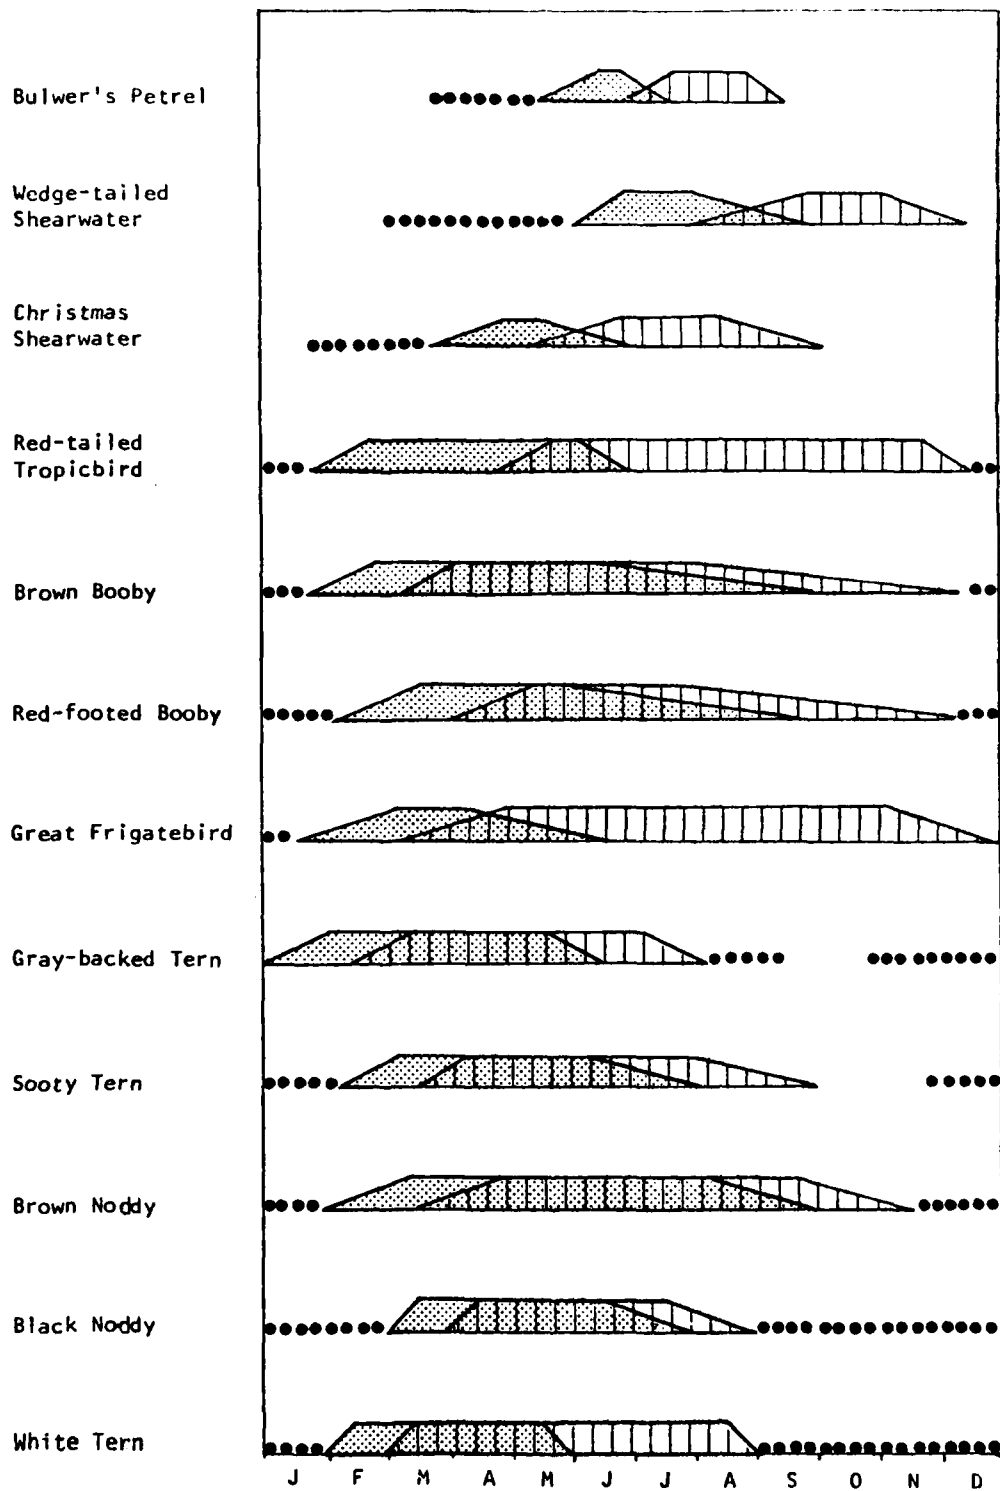 Bulwer's Petrel
Wedge-tailed
Shearwater
Christmas
Shearwater
Red-tailed
Tropicbird
Brown Booby
Red-footed Booby
Great Frigatebird
Gray-backed Tern
Sooty Tern
Brown Noddy
Black Noddy
White Tern
J F M A M J J A S O N D